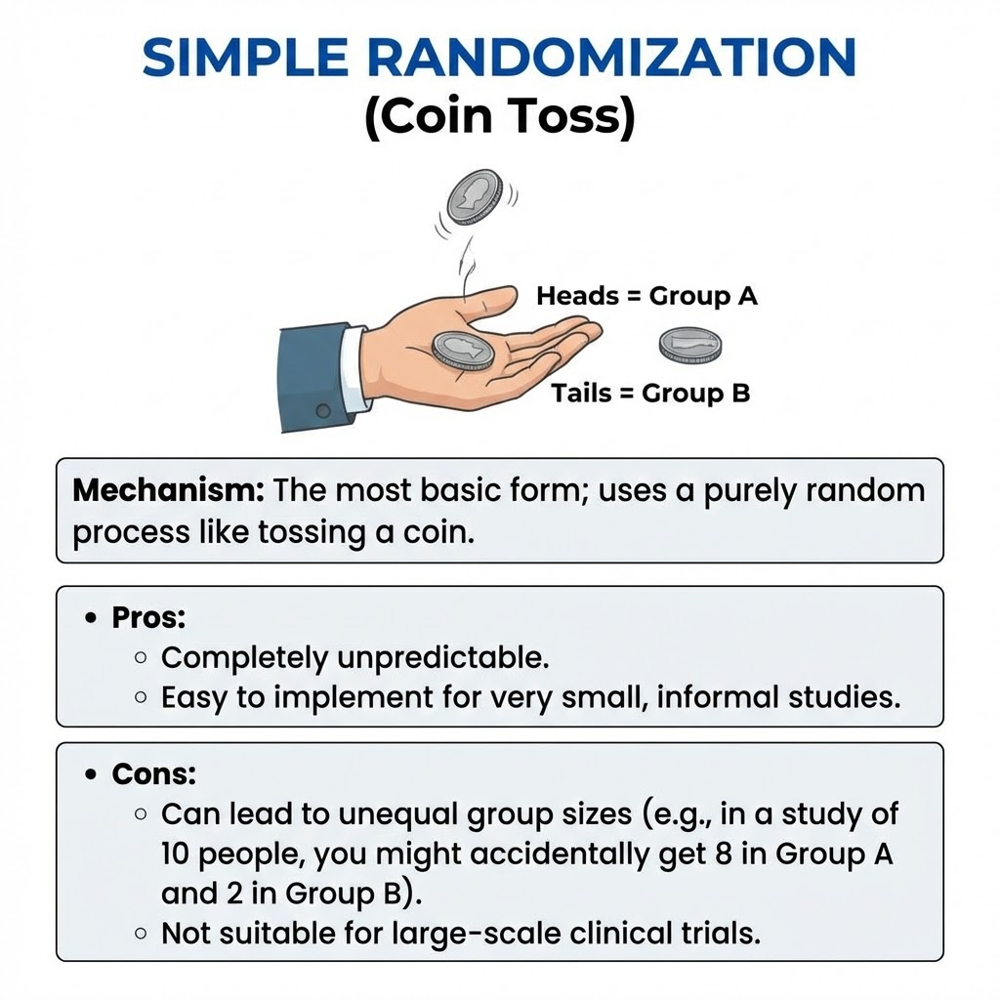 SIMPLE RANDOMIZATION
(Coin Toss)
Heads = Group A
Tails = Group B
Mechanism: The most basic form; uses a purely random
process like tossing a coin.
• Pros:
○ Completely unpredictable.
○ Easy to implement for very small, informal studies.
• Cons:
○ Can lead to unequal group sizes (e.g., in a study of
10 people, you might accidentally get 8 in Group A
and 2 in Group B).
○ Not suitable for large-scale clinical trials.